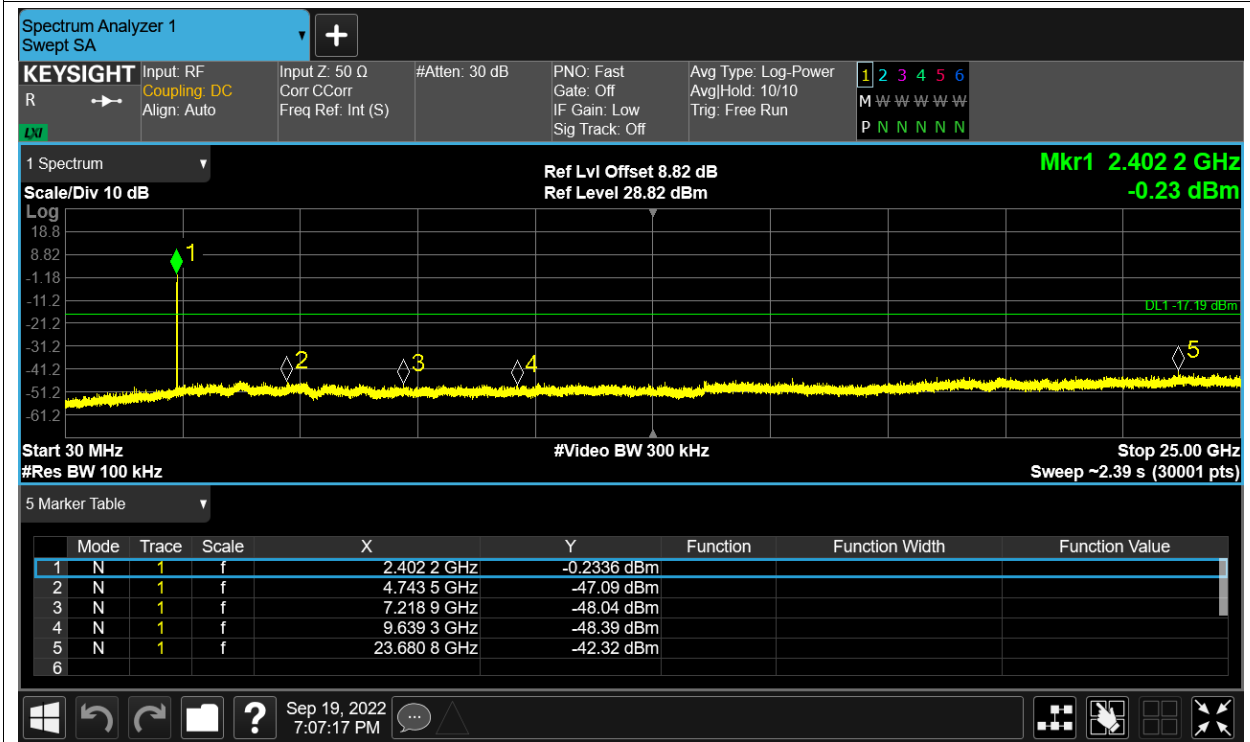 Spectrum Analyzer 1
Swept SA
+
KEYSIGHT Input: RF Input Z: 50 Ω #Atten: 30 dB PNO: Fast Avg Type: Log-Power 1 2 3 4 5 6
R Coupling: DC Corr CCorr Gate: Off Avg|Hold: 10/10 M W W W W W
Align: Auto Freq Ref: Int (S) IF Gain: Low Trig: Free Run
LXI Sig Track: Off P N N N N N
1 Spectrum Ref Lvl Offset 8.82 dB Mkr1 2.402 2 GHz
Scale/Div 10 dB Ref Level 28.82 dBm -0.23 dBm
Log
18.8
8.82 1
-1.18
-11.2 DL1 -17.19 dBm
-21.2
-31.2 5
-41.2 2 3 4
-51.2
-61.2
Start 30 MHz #Video BW 300 kHz Stop 25.00 GHz
#Res BW 100 kHz Sweep ~2.39 s (30001 pts)
5 Marker Table
Mode Trace Scale X Y Function Function Width Function Value
1 N 1 f 2.402 2 GHz -0.2336 dBm
2 N 1 f 4.743 5 GHz -47.09 dBm
3 N 1 f 7.218 9 GHz -48.04 dBm
4 N 1 f 9.639 3 GHz -48.39 dBm
5 N 1 f 23.680 8 GHz -42.32 dBm
6
? Sep 19, 2022
7:07:17 PM